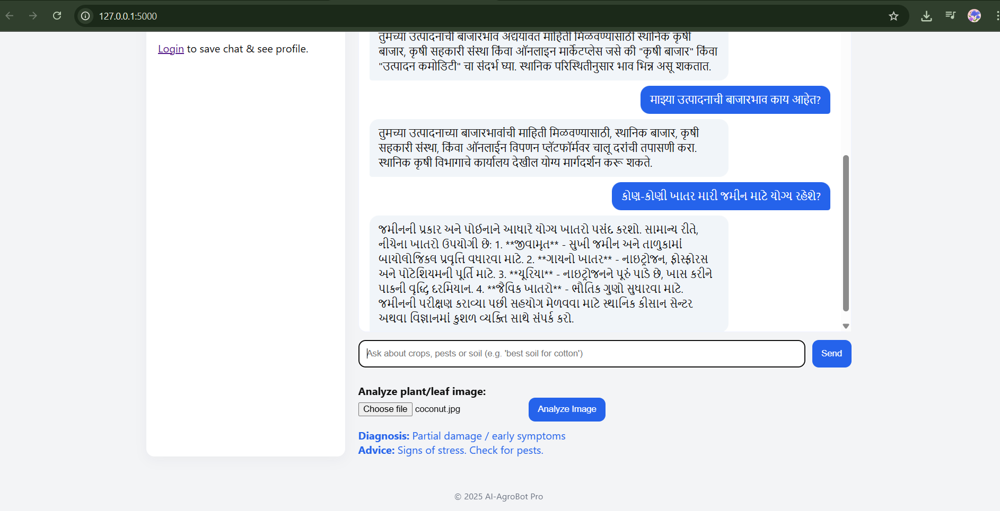 127.0.0.1:5000
Login to save chat & see profile.
तुमच्या उत्पादनाची बाजारभाव अद्ययावत माहिती मिळवण्यासाठी स्थानिक कृषी
बाजार, कृषी सहकारी संस्था किंवा ऑनलाइन मार्केटप्लेस जसे की "कृषी बाजार" किंवा
"उत्पादन कमोडिटी" चा संदर्भ घ्या. स्थानिक परिस्थितीनुसार भाव भिन्न असू शकतात.
माझ्या उत्पादनाची बाजारभाव काय आहेत?
तुमच्या उत्पादनाच्या बाजारभावांची माहिती मिळवण्यासाठी, स्थानिक बाजार, कृषी
सहकारी संस्था, किंवा ऑनलाईन विपणन प्लॅटफॉर्मवर चालू दरांची तपासणी करा.
स्थानिक कृषी विभागाचे कार्यालय देखील योग्य मार्गदर्शन करू शकते.
કોણ-કોણી ખાતર મારી જમીન માટે યોગ્ય રહેશે?
જમીનની પ્રકાર અને પોઈનાને આધારે યોગ્ય ખાતરો પસંદ કરશો. સામાન્ય રીતે,
નીચેના ખાતરો ઉપયોગી છે: 1. **જીવામૃત** - સુખી જમીન અને તાળુકામાં
બાયોલોજિકલ પ્રવૃત્તિ વધારવા માટે. 2. **ગાયનો ખાતર** - નાઇટ્રોજન, ફોસ્ફોરસ
અને પોટેશિયમની પૂર્તિ માટે. 3. **યૂરિયા** - નાઇટ્રોજનને પૂરું પાડે છે, ખાસ કરીને
પાકની વૃદ્ધિ દરમિયાન. 4. **જૈવિક ખાતરો** - ભૌતિક ગુણો સુધારવા માટે.
જમીનની પરીક્ષણ કરાવ્યા પછી સહયોગ મેળવવા માટે સ્થાનિક કીસાન સેન્ટર
અથવા વિજ્ઞાનમાં કુશળ વ્યક્તિ સાથે સંપર્ક કરો.
Ask about crops, pests or soil (e.g. 'best soil for cotton')
Send
Analyze plant/leaf image:
Choose file coconut.jpg
Analyze Image
Diagnosis: Partial damage / early symptoms
Advice: Signs of stress. Check for pests.
© 2025 AI-AgroBot Pro